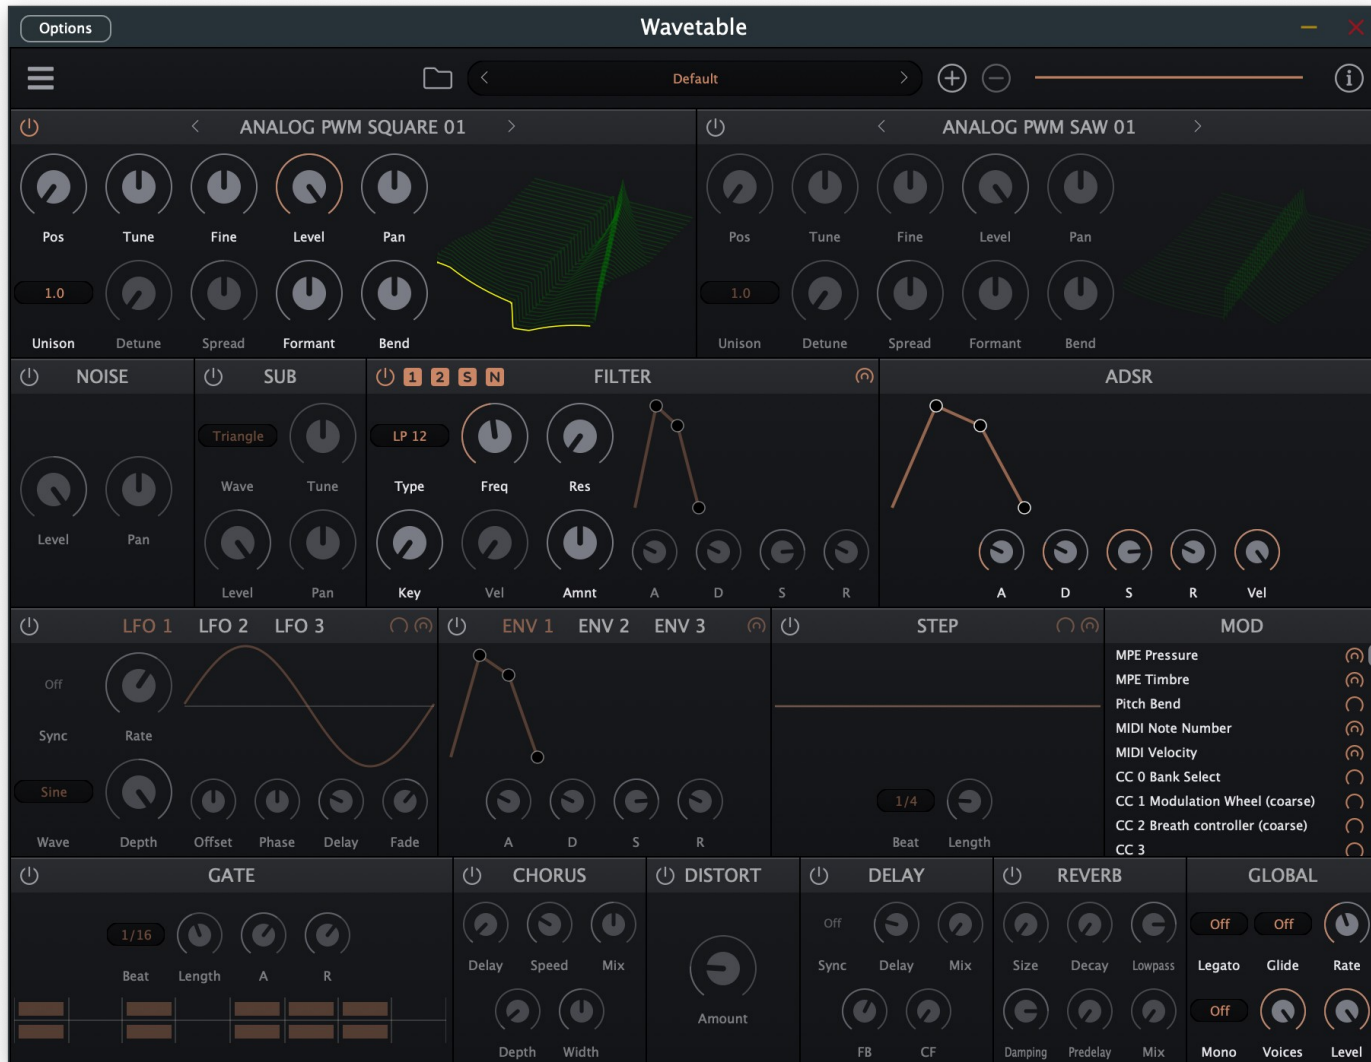 Options Wavetable
Default
ANALOG PWM SQUARE 01 ANALOG PWM SAW 01
Pos Tune Fine Level Pan Pos Tune Fine Level Pan
1.0 1.0
Unison Detune Spread Formant Bend Unison Detune Spread Formant Bend
NOISE SUB 1 2 S N FILTER ADSR
Triangle LP 12
Wave Tune Type Freq Res
Level Pan
Level Pan Key Vel Amnt A D S R A D S R Vel
LFO 1 LFO 2 LFO 3 ENV 1 ENV 2 ENV 3 STEP MOD
MPE Pressure
Off MPE Timbre
Pitch Bend
Sync Rate MIDI Note Number
MIDI Velocity
CC 0 Bank Select
Sine 1/4 CC 1 Modulation Wheel (coarse)
CC 2 Breath controller (coarse)
Wave Depth Offset Phase Delay Fade A D S R Beat Length CC 3
GATE CHORUS DISTORT DELAY REVERB GLOBAL
1/16 Off Off Off
Beat Length A R Delay Speed Mix Sync Delay Mix Size Decay Lowpass Legato Glide Rate
Off
Amount
Depth Width FB CF Damping Predelay Mix Mono Voices Level